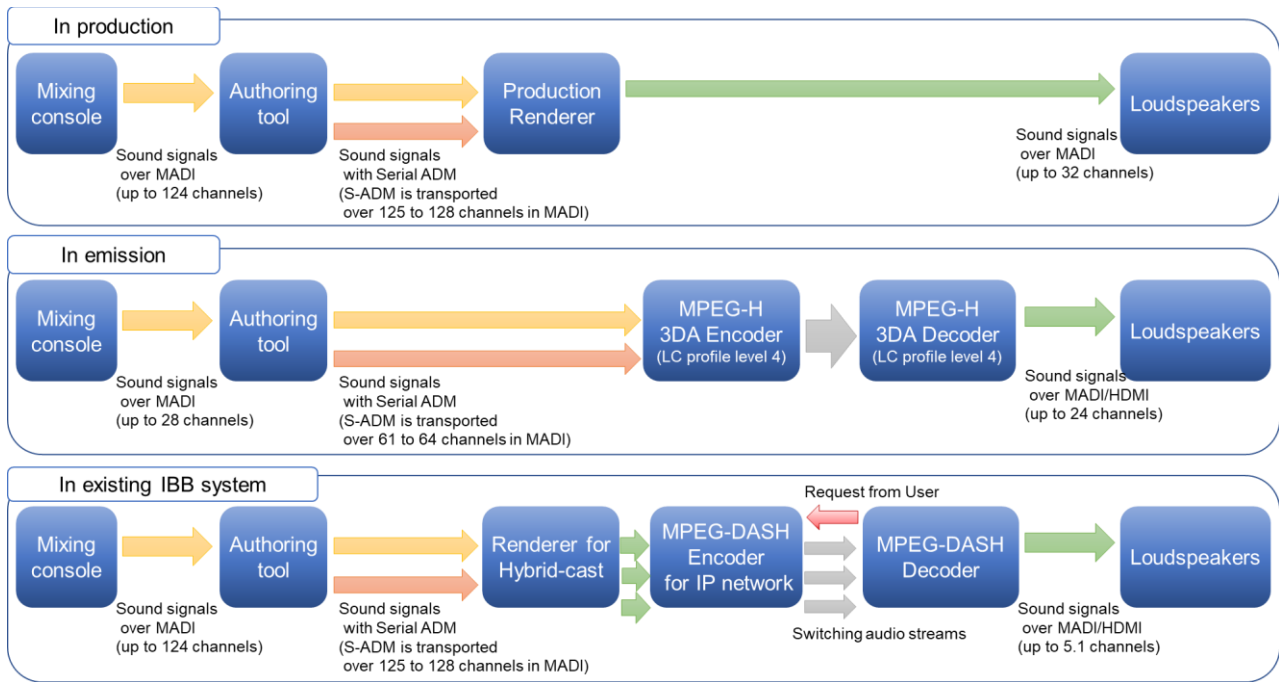 In production
Mixing
console
Authoring
tool
Production
Renderer
Loudspeakers
Sound signals
over MADI
(up to 124 channels)
Sound signals
with Serial ADM
(S-ADM is transported
over 125 to 128 channels in MADI)
Sound signals
over MADI
(up to 32 channels)
In emission
Mixing
console
Authoring
tool
MPEG-H
3DA Encoder
(LC profile level 4)
MPEG-H
3DA Decoder
(LC profile level 4)
Loudspeakers
Sound signals
over MADI
(up to 28 channels)
Sound signals
with Serial ADM
(S-ADM is transported
over 61 to 64 channels in MADI)
Sound signals
over MADI/HDMI
(up to 24 channels)
In existing IBB system
Request from User
Mixing
console
Authoring
tool
Renderer for
Hybrid-cast
MPEG-DASH
Encoder
for IP network
MPEG-DASH
Decoder
Loudspeakers
Sound signals
over MADI
(up to 124 channels)
Sound signals
with Serial ADM
(S-ADM is transported
over 125 to 128 channels in MADI)
Switching audio streams
Sound signals
over MADI/HDMI
(up to 5.1 channels)